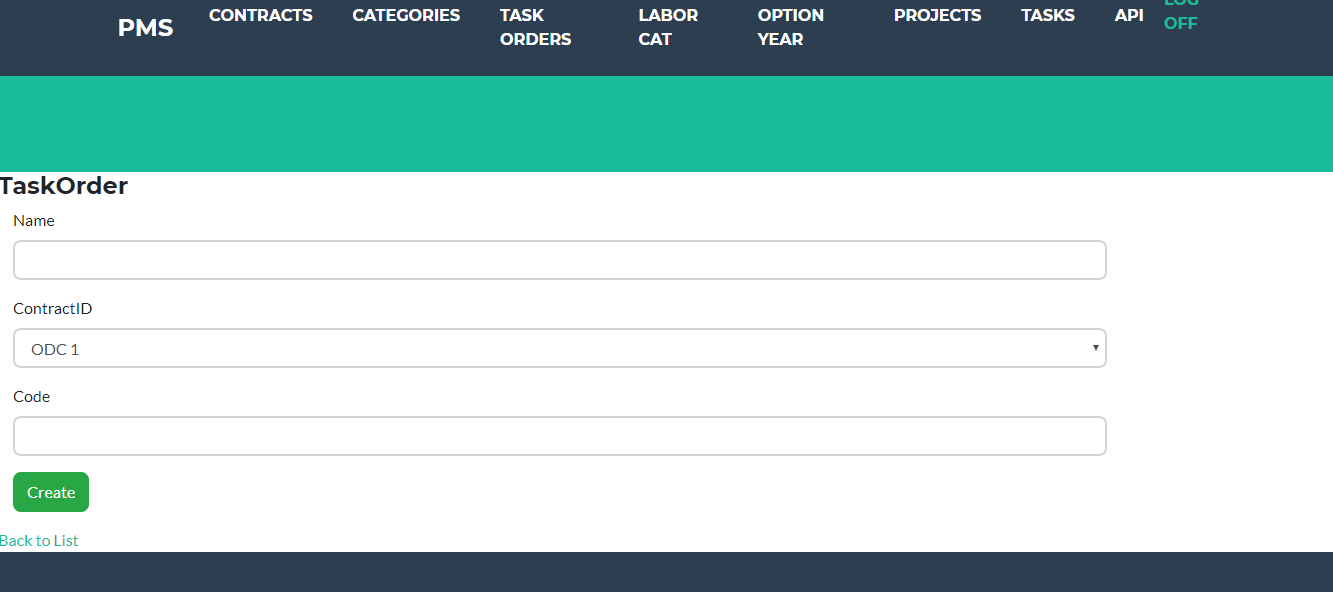 PMS
CONTRACTS
CATEGORIES
TASK
ORDERS
LABOR
CAT
OPTION
YEAR
PROJECTS
TASKS
API
LOG
OFF
TaskOrder
Name
ContractID
ODC 1
Code
Create
Back to List